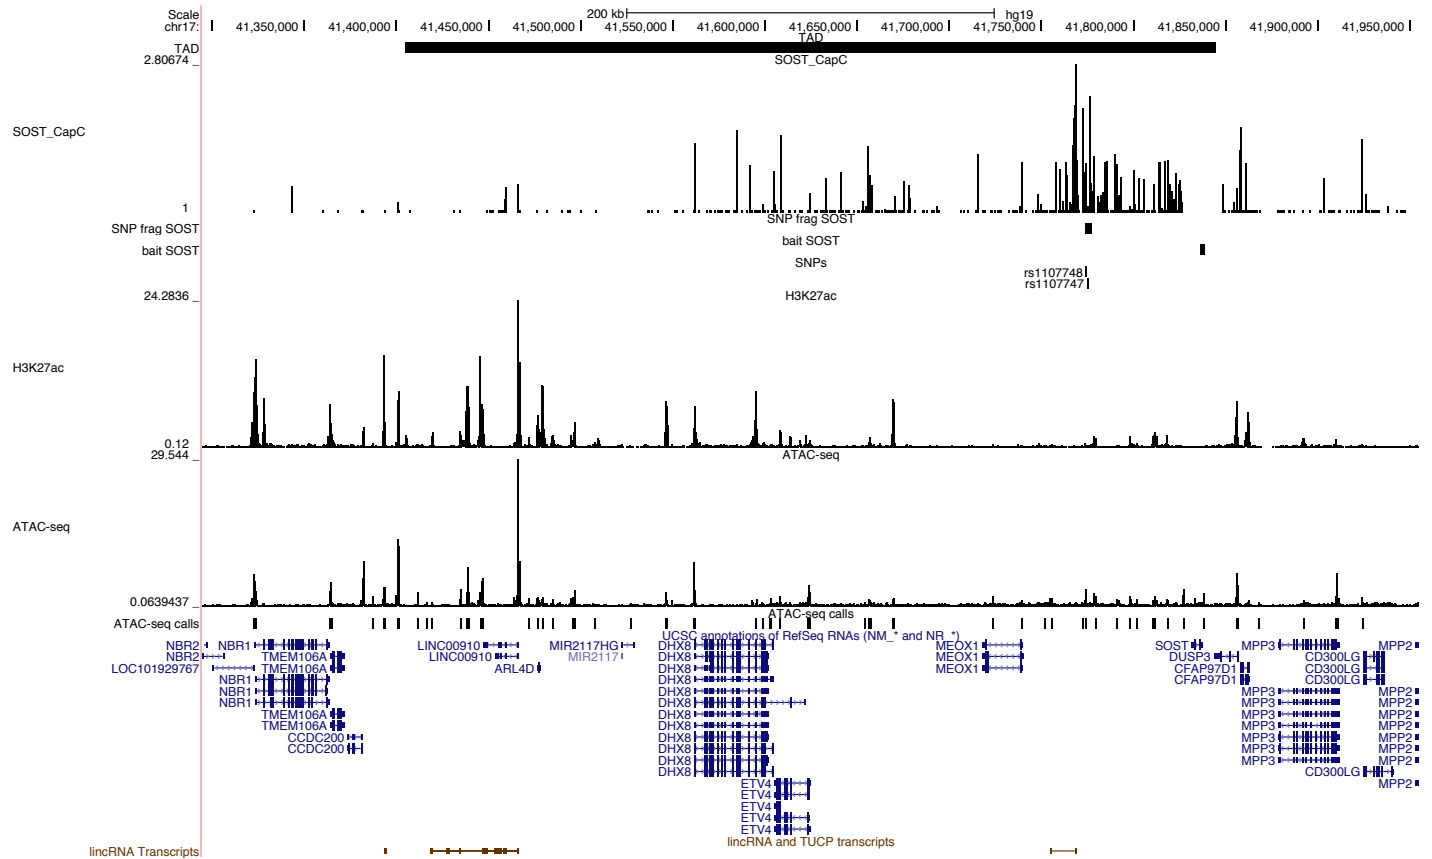 Scale 200 kb hg19
chr17: 41,350,000 41,400,000 41,450,000 41,500,000 41,550,000 41,600,000 41,650,000 41,700,000 41,750,000 41,800,000 41,850,000 41,900,000 41,950,000
TAD
TAD
SOST_CapC
2.80674 _
SOST_CapC
1
SNP frag SOST
SNP frag SOST
bait SOST
bait SOST
SNPs
rs1107748
rs1107747
H3K27ac
24.2836 _
H3K27ac
0.12 _
ATAC-seq
29.544 _
ATAC-seq
0.0639437 _
ATAC-seq calls
ATAC-seq calls
UCSC annotations of RefSeq RNAs (NM_* and NR_*)
NBR2 NBR1 LINC00910 MIR2117HG DHX8 MEOX1 SOST MPP3 MPP2
NBR2 TMEM106A LINC00910 MIR2117 DHX8 MEOX1 DUSP3 CD300LG
LOC101929767 TMEM106A ARL4D DHX8 MEOX1 CFAP97D1 CD300LG
NBR1 DHX8 CFAP97D1 CD300LG
NBR1 DHX8 MPP3 MPP2
NBR1 DHX8 MPP3 MPP2
TMEM106A DHX8 MPP3 MPP2
TMEM106A DHX8 MPP3 MPP2
CCDC200 DHX8 MPP3 MPP2
CCDC200 DHX8 MPP3 MPP2
DHX8 MPP3 MPP2
DHX8 CD300LG
ETV4 MPP2
ETV4
ETV4
ETV4
ETV4
lincRNA and TUCP transcripts
lincRNA Transcripts